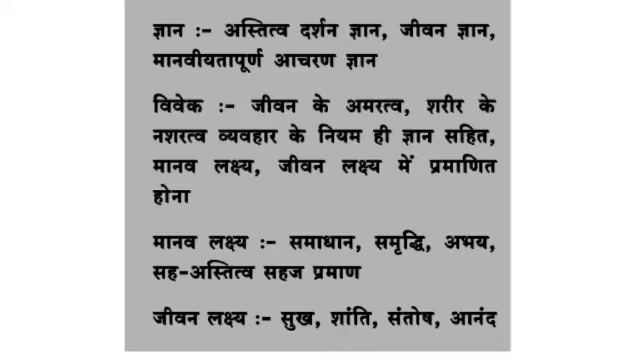 ज्ञान :- अस्तित्व दर्शन ज्ञान, जीवन ज्ञान,
मानवीयतापूर्ण आचरण ज्ञान
विवेक :- जीवन के अमरत्व, शरीर के
नशरत्व व्यवहार के नियम ही ज्ञान सहित,
मानव लक्ष्य, जीवन लक्ष्य में प्रमाणित
होना
मानव लक्ष्य :- समाधान, समृद्धि, अभय,
सह-अस्तित्व सहज प्रमाण
जीवन लक्ष्य :- सुख, शांति, संतोष, आनंद